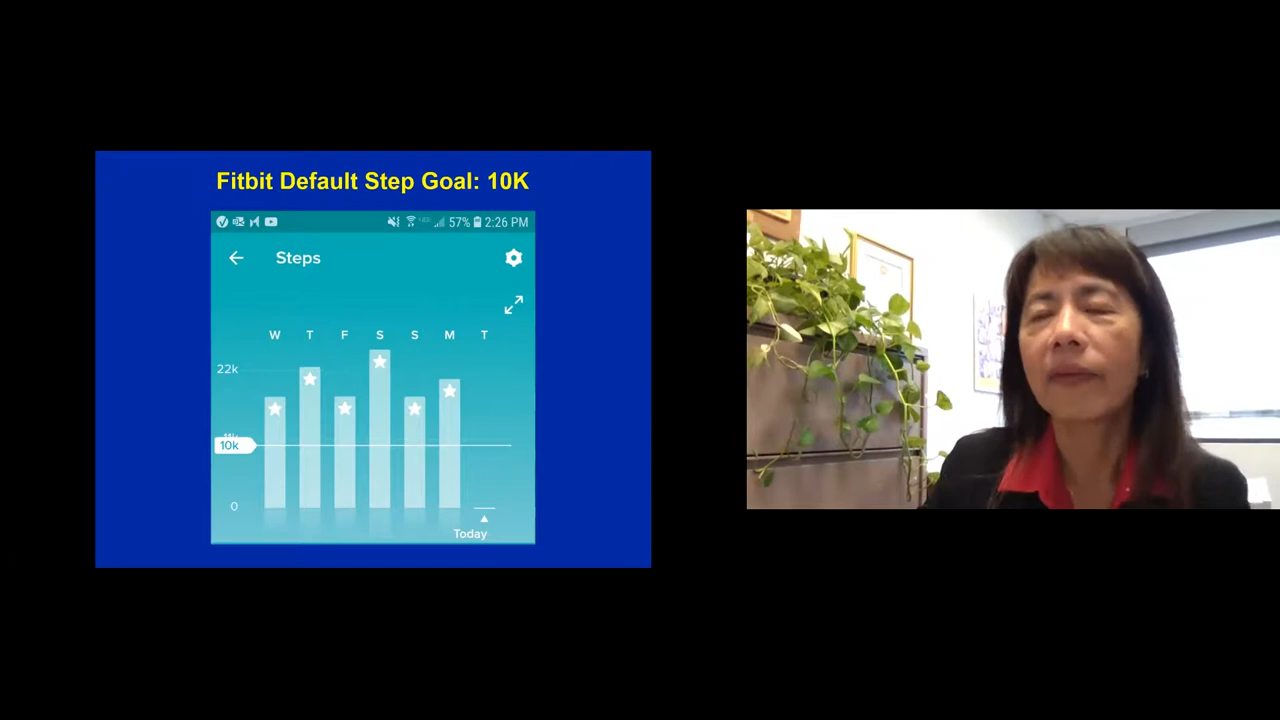 Fitbit Default Step Goal: 10K
57% 2:26 PM
Steps
W T F S S M T
22k
10k
0
Today